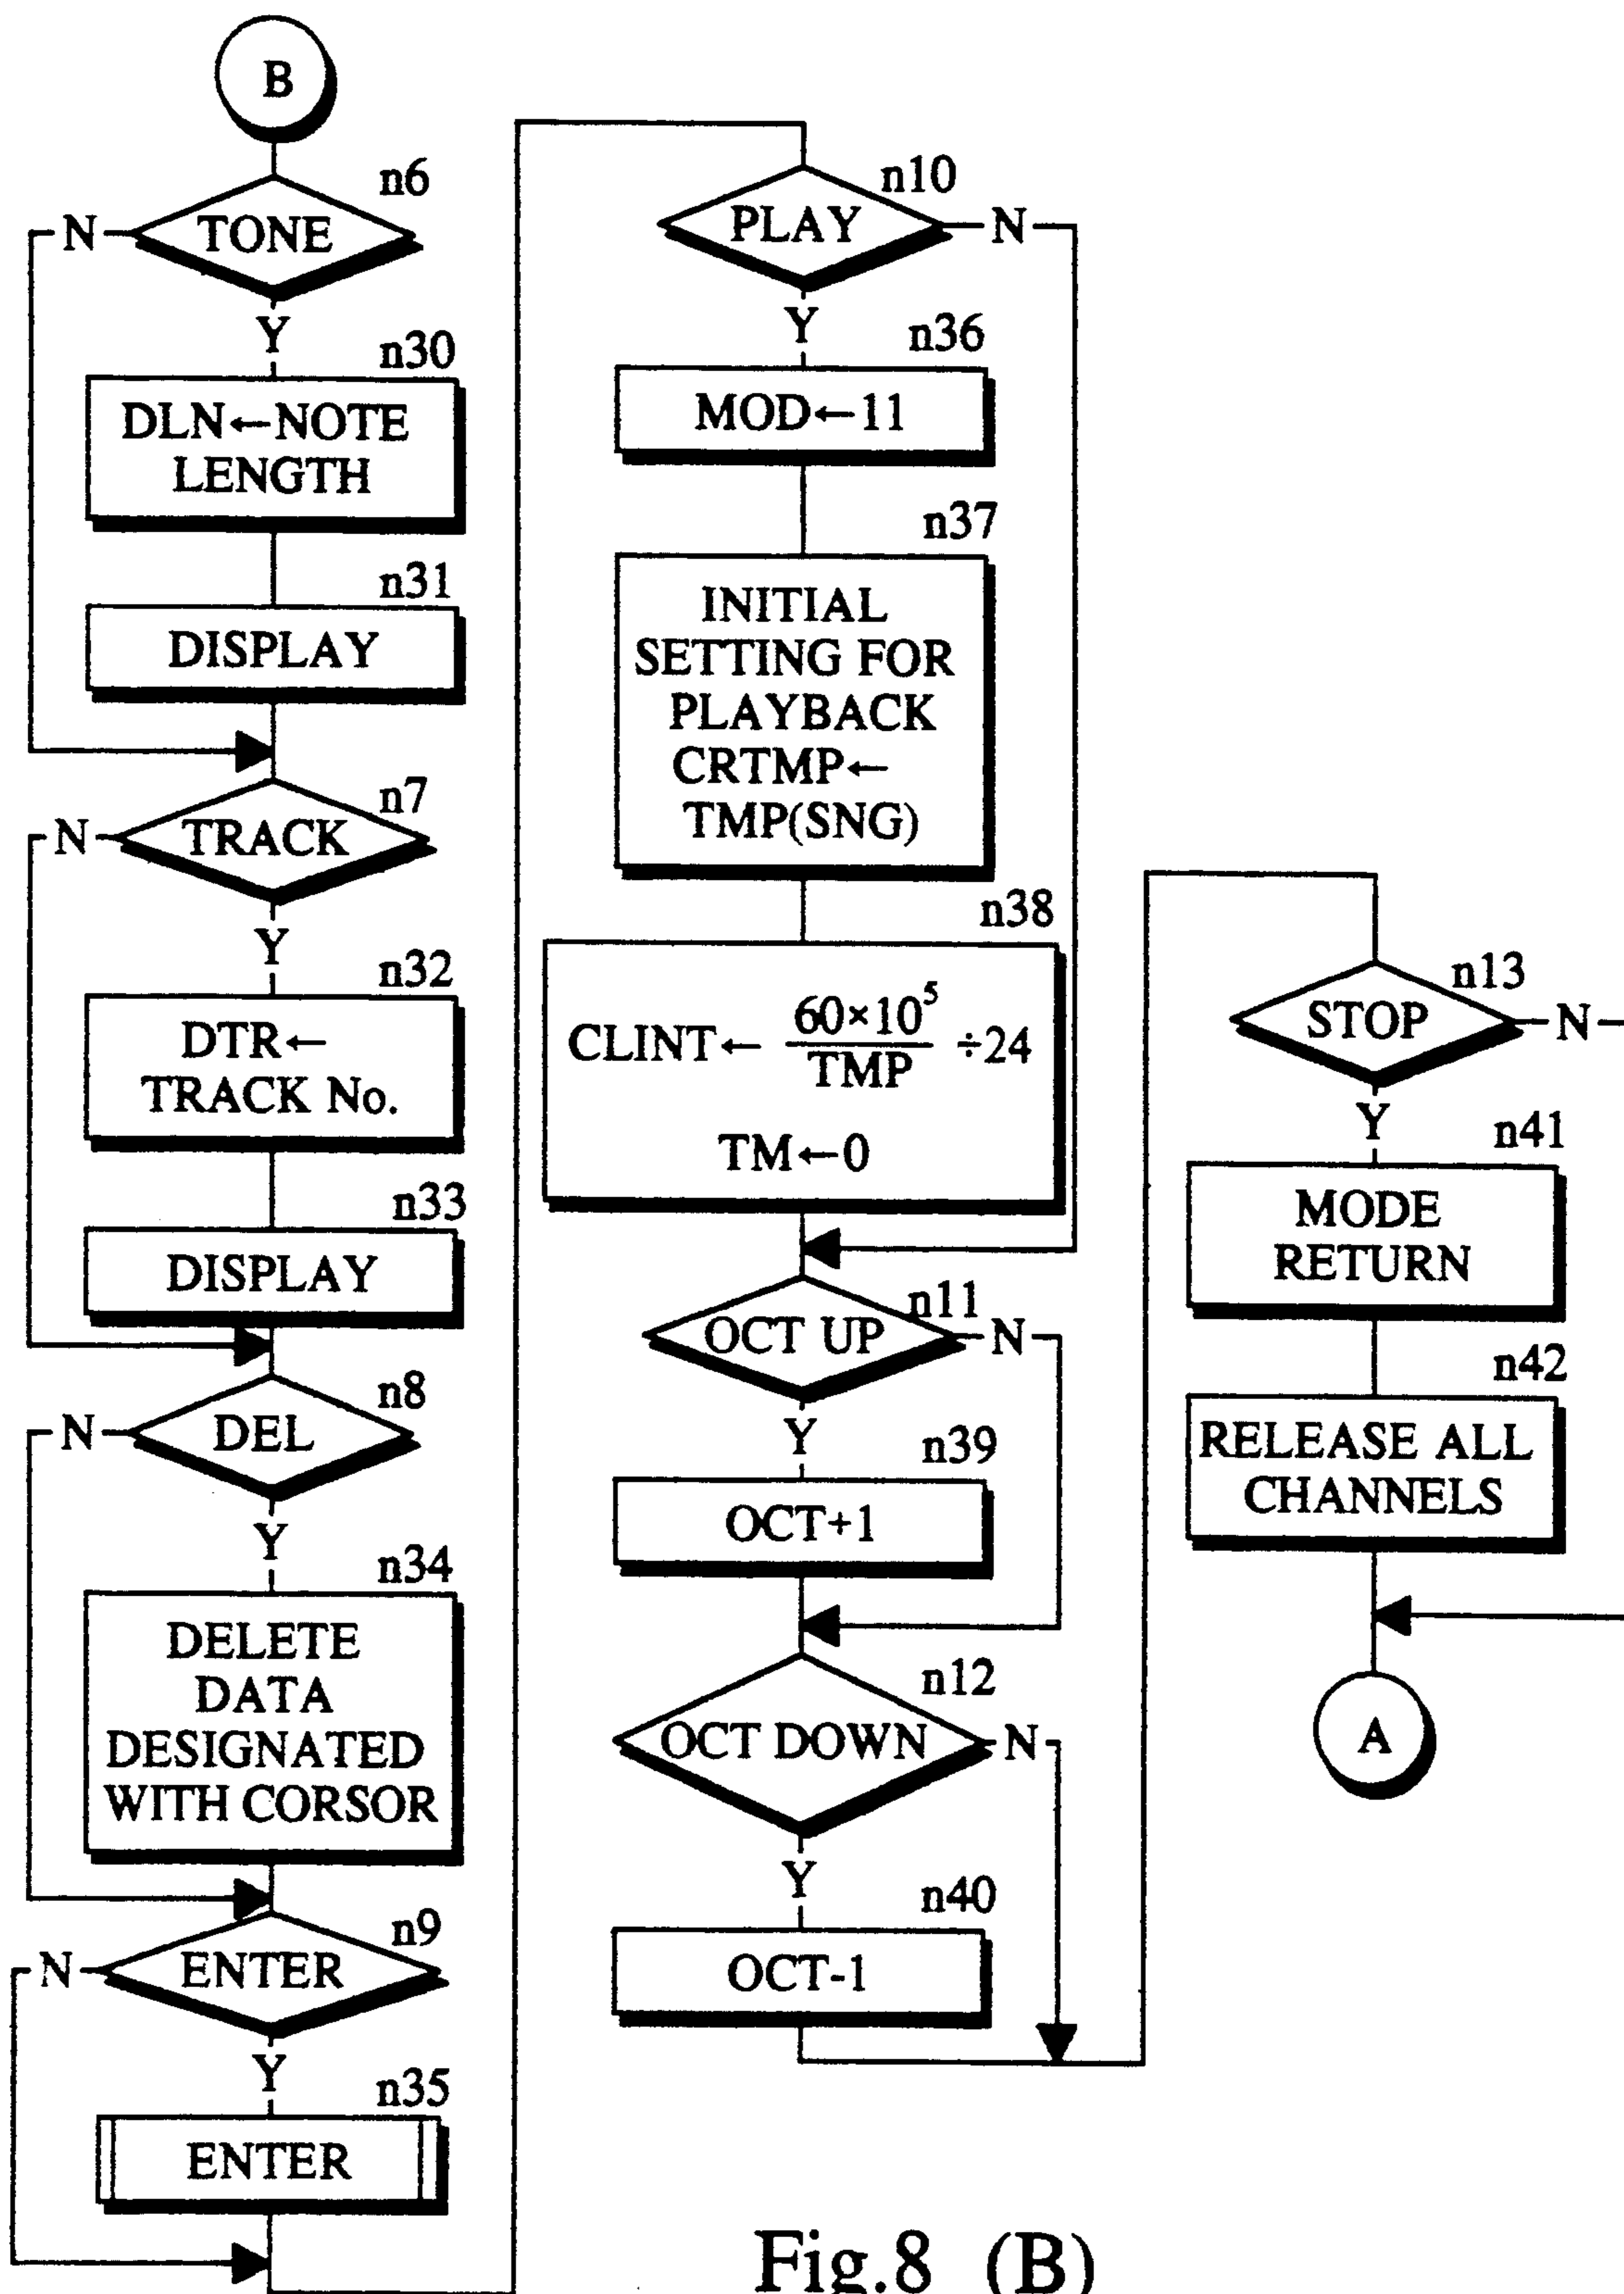 B
n6
TONE
N
Y
n30
DLN←NOTE
LENGTH
n31
DISPLAY
n7
TRACK
N
Y
n32
DTR←
TRACK No.
n33
DISPLAY
n8
DEL
N
Y
n34
DELETE
DATA
DESIGNATED
WITH CORSOR
n9
ENTER
N
Y
n35
ENTER
n10
PLAY
N
Y
n36
MOD←11
n37
INITIAL
SETTING FOR
PLAYBACK
CRTMP←
TMP(SNG)
n38
CLINT← 60×10⁵/TMP ÷24
TM←0
n11
OCT UP
N
Y
n39
OCT+1
n12
OCT DOWN
N
Y
n40
OCT-1
n13
STOP
N
Y
n41
MODE
RETURN
n42
RELEASE ALL
CHANNELS
A
Fig.8 (B)